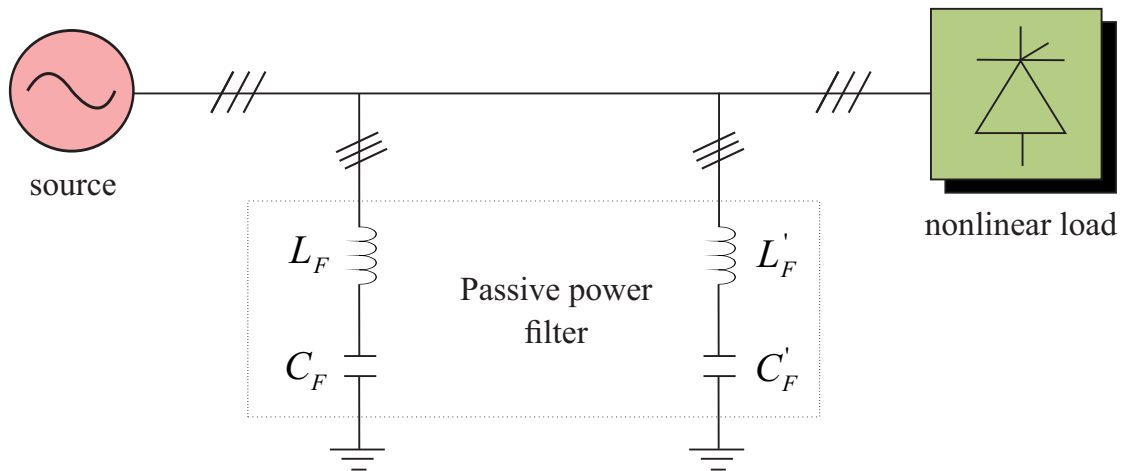 source
nonlinear load
L_F
L'_F
Passive power
filter
C_F
C'_F